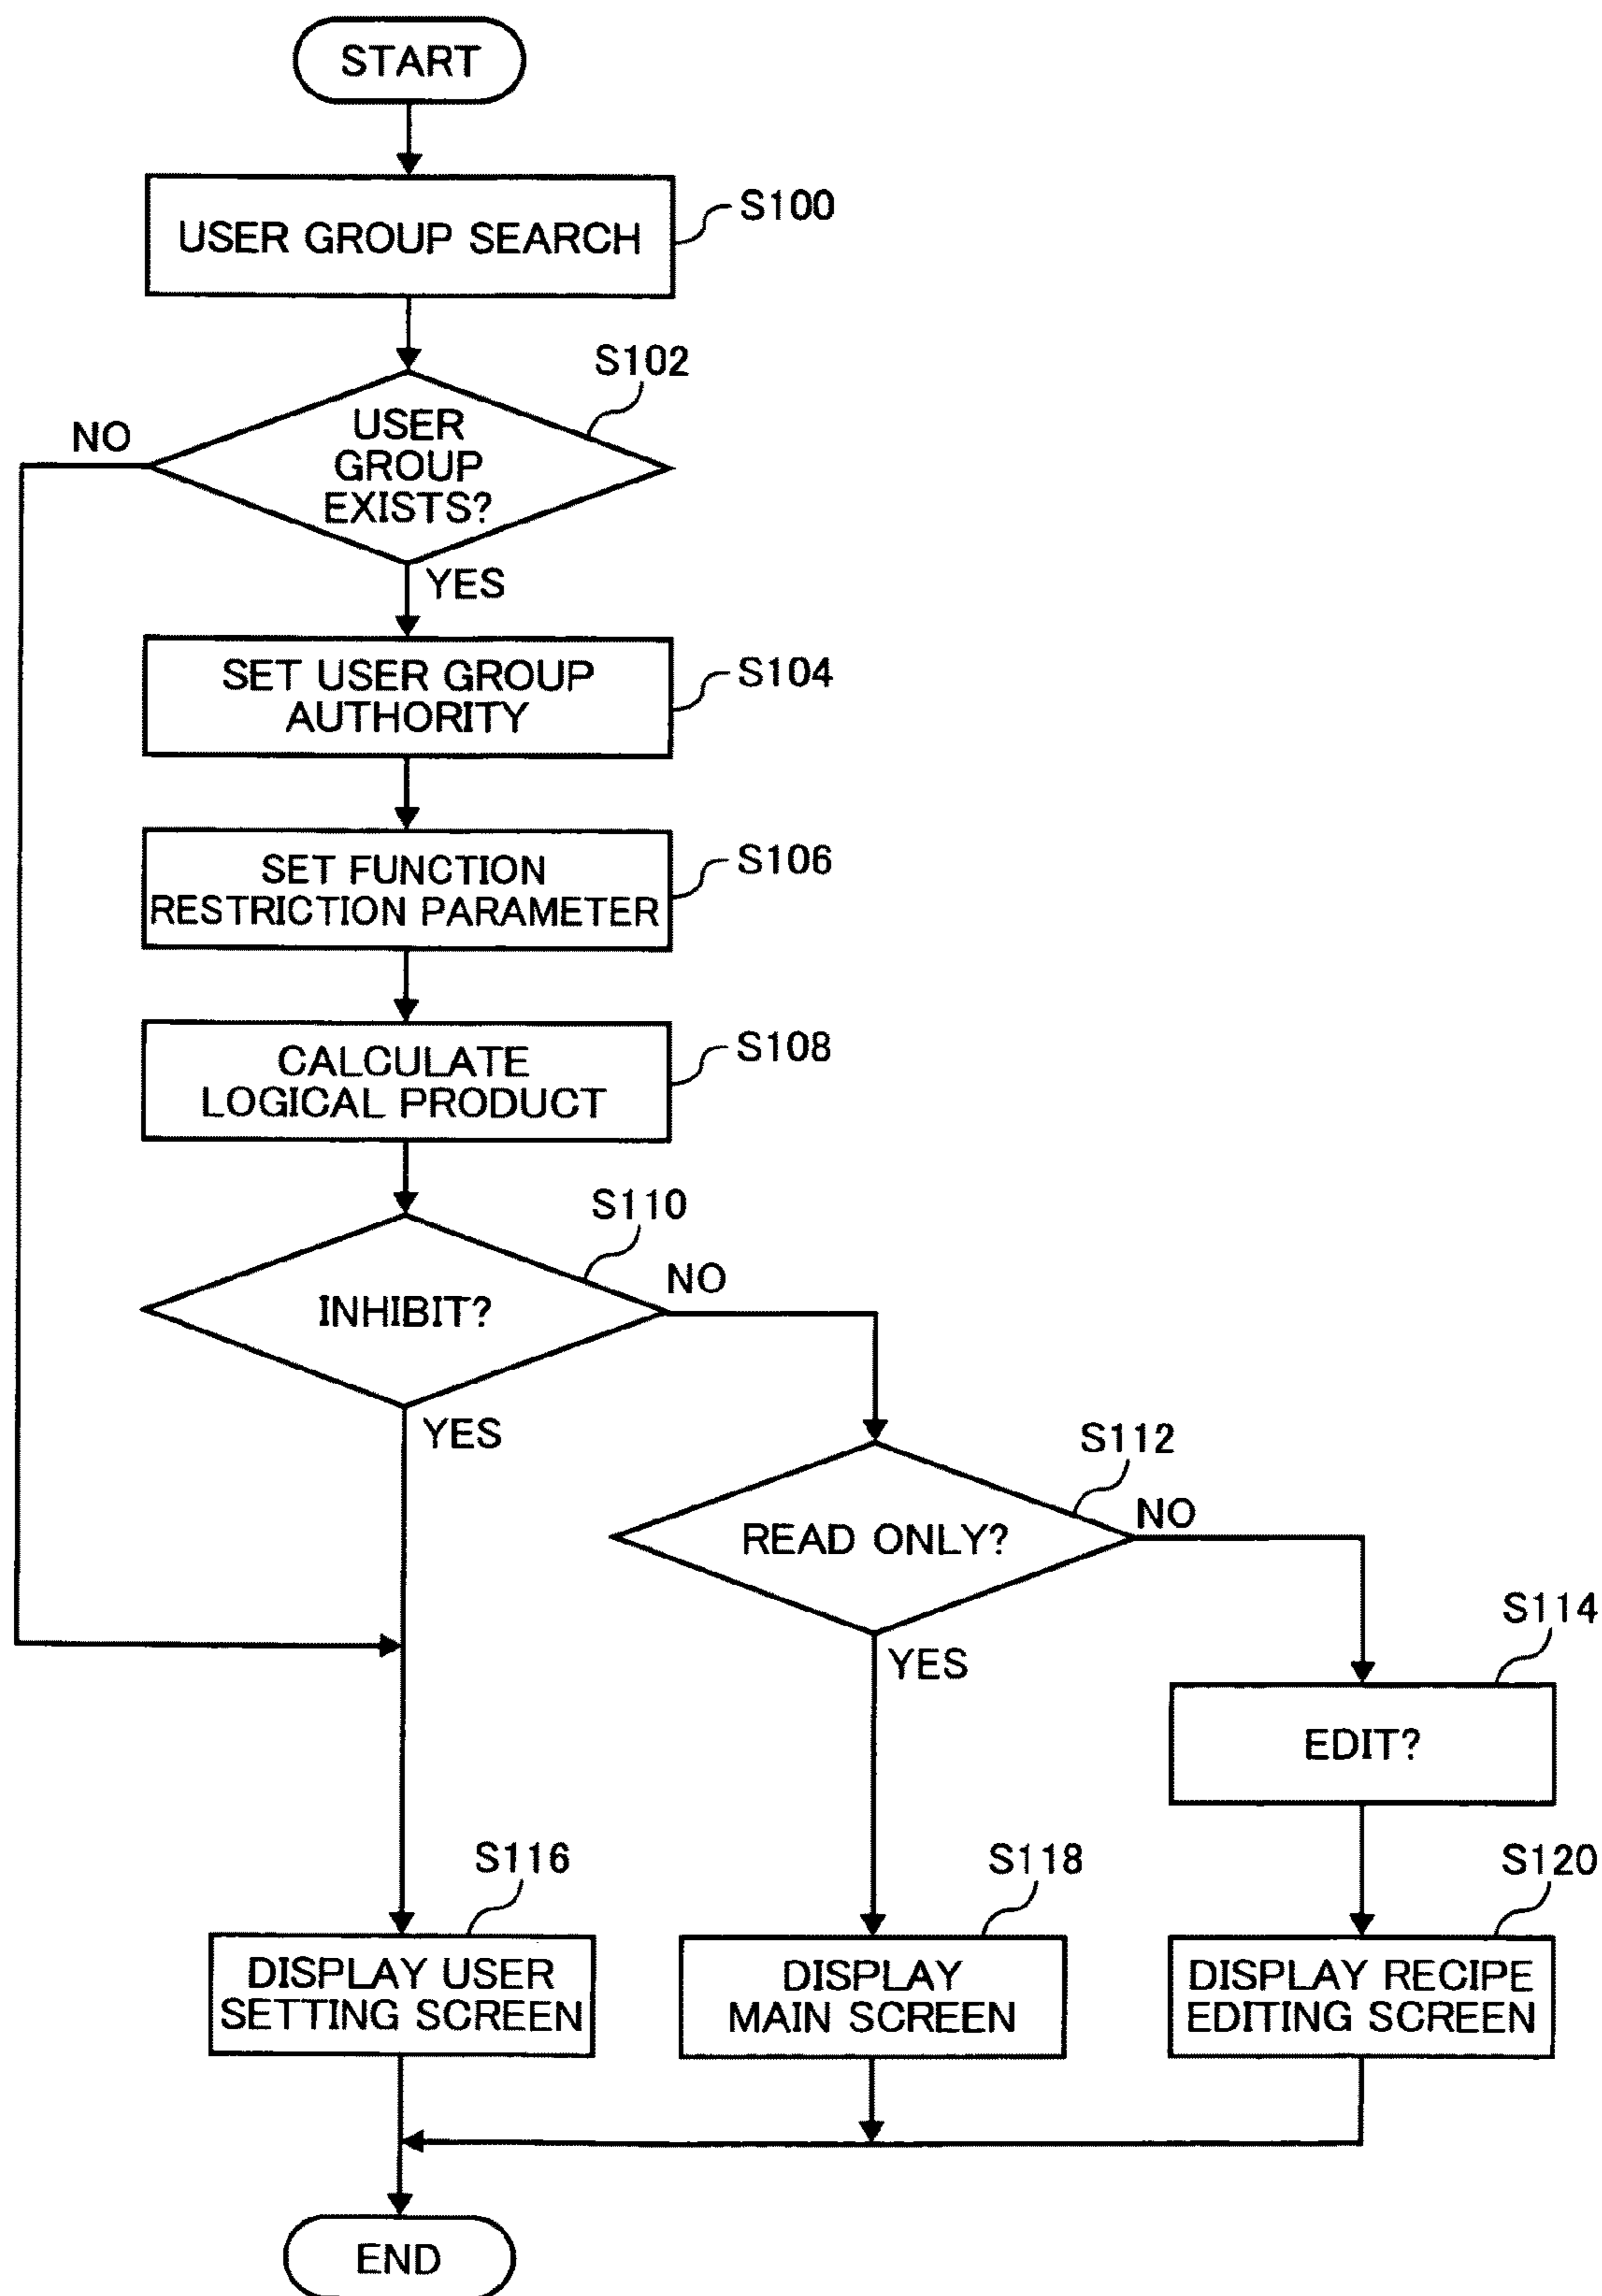 START
USER GROUP SEARCH
S100
S102
USER
GROUP
EXISTS?
NO
YES
SET USER GROUP
AUTHORITY
S104
SET FUNCTION
RESTRICTION PARAMETER
S106
CALCULATE
LOGICAL PRODUCT
S108
S110
INHIBIT?
NO
YES
S112
READ ONLY?
NO
YES
S114
EDIT?
S116
DISPLAY USER
SETTING SCREEN
S118
DISPLAY
MAIN SCREEN
S120
DISPLAY RECIPE
EDITING SCREEN
END